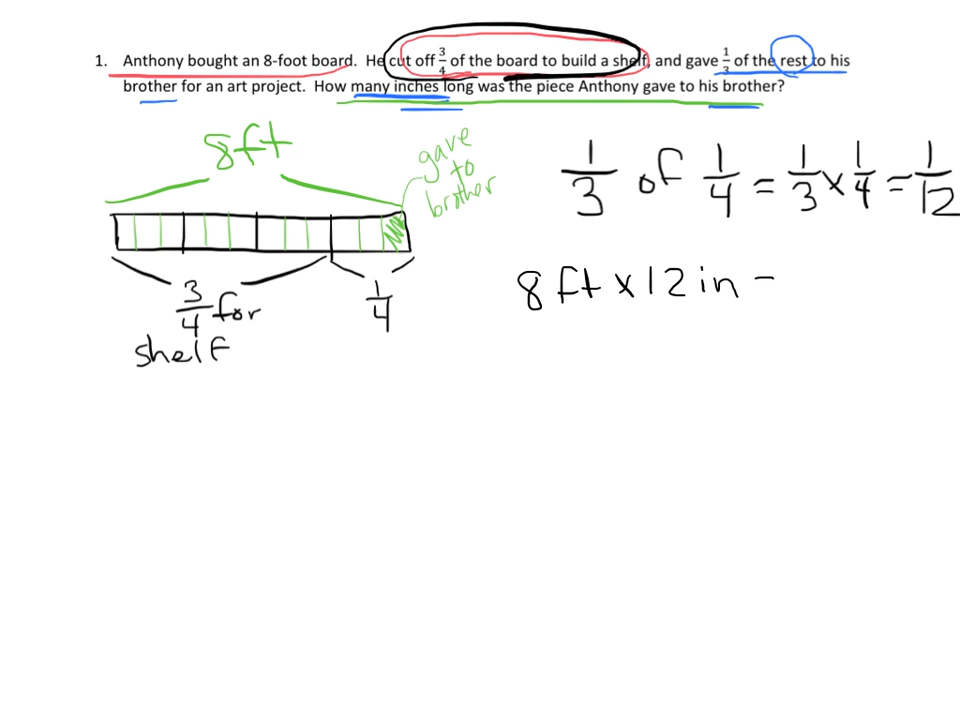 1. Anthony bought an 8-foot board. He cut off 3/4 of the board to build a shelf, and gave 1/3 of the rest to his
brother for an art project. How many inches long was the piece Anthony gave to his brother?
8ft
gave
to
brother
1/3 of 1/4 = 1/3 × 1/4 = 1/12
8 ft × 12 in =
3/4 for
shelf
1/4